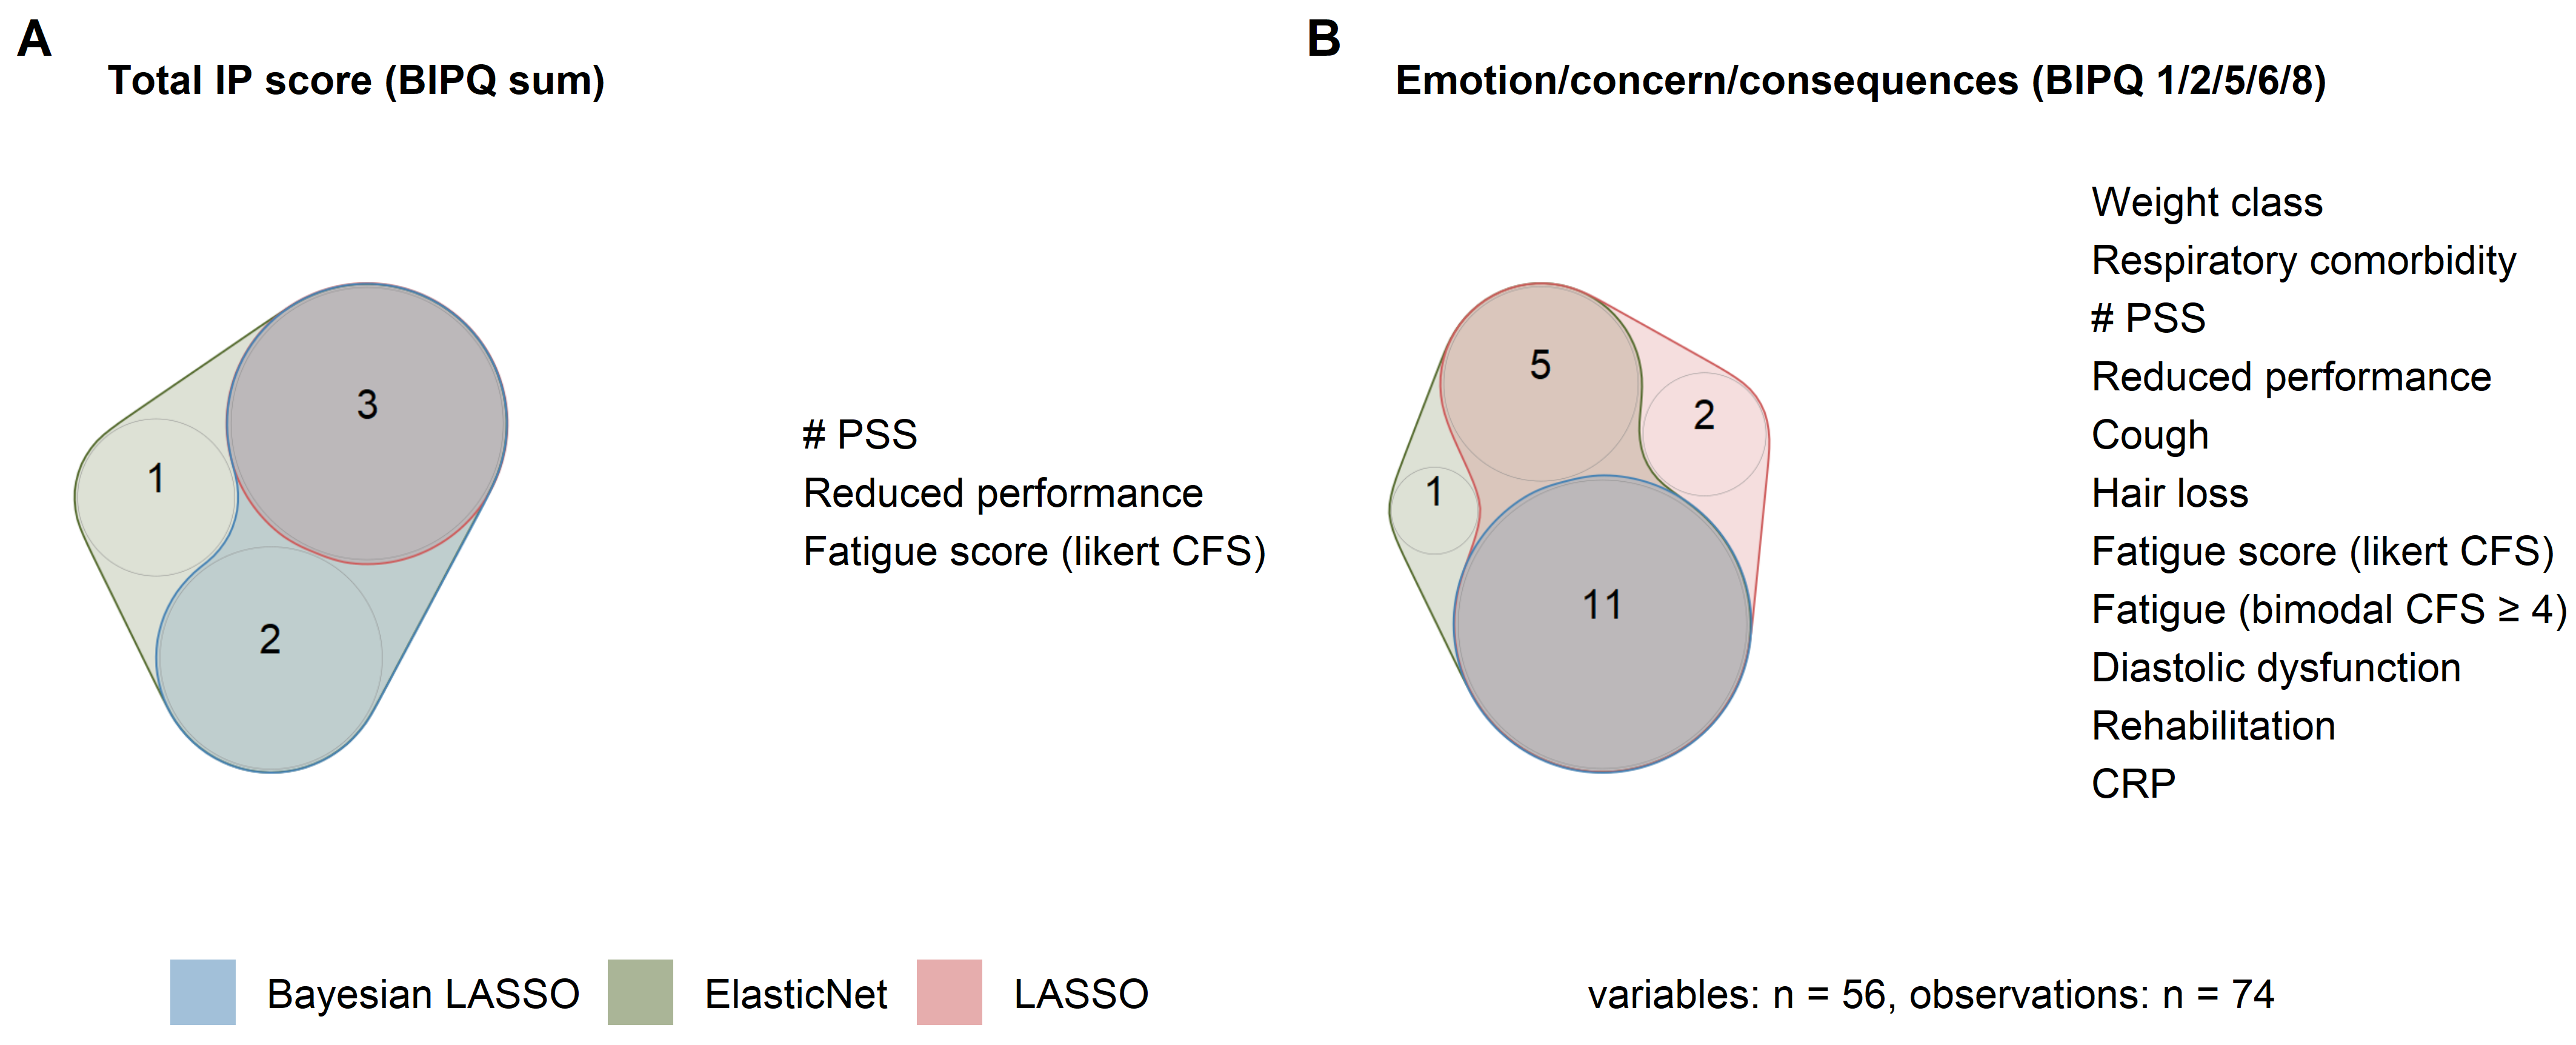 A
Total IP score (BIPQ sum)
3
1
2
# PSS
Reduced performance
Fatigue score (likert CFS)
B
Emotion/concern/consequences (BIPQ 1/2/5/6/8)
5
2
1
11
Weight class
Respiratory comorbidity
# PSS
Reduced performance
Cough
Hair loss
Fatigue score (likert CFS)
Fatigue (bimodal CFS ≥ 4)
Diastolic dysfunction
Rehabilitation
CRP
Bayesian LASSO
ElasticNet
LASSO
variables: n = 56, observations: n = 74